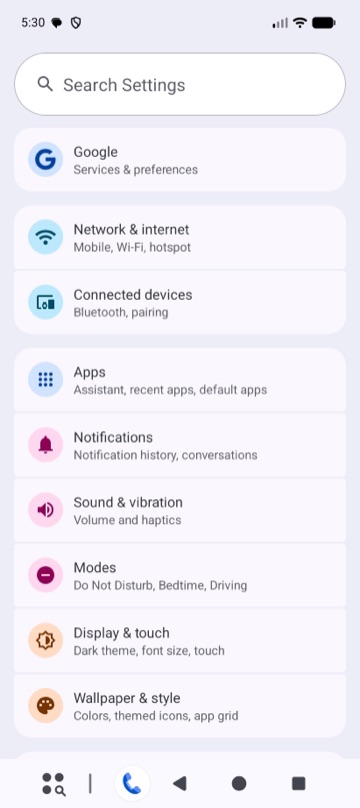 5:30
Search Settings
Google
Services & preferences
Network & internet
Mobile, Wi-Fi, hotspot
Connected devices
Bluetooth, pairing
Apps
Assistant, recent apps, default apps
Notifications
Notification history, conversations
Sound & vibration
Volume and haptics
Modes
Do Not Disturb, Bedtime, Driving
Display & touch
Dark theme, font size, touch
Wallpaper & style
Colors, themed icons, app grid